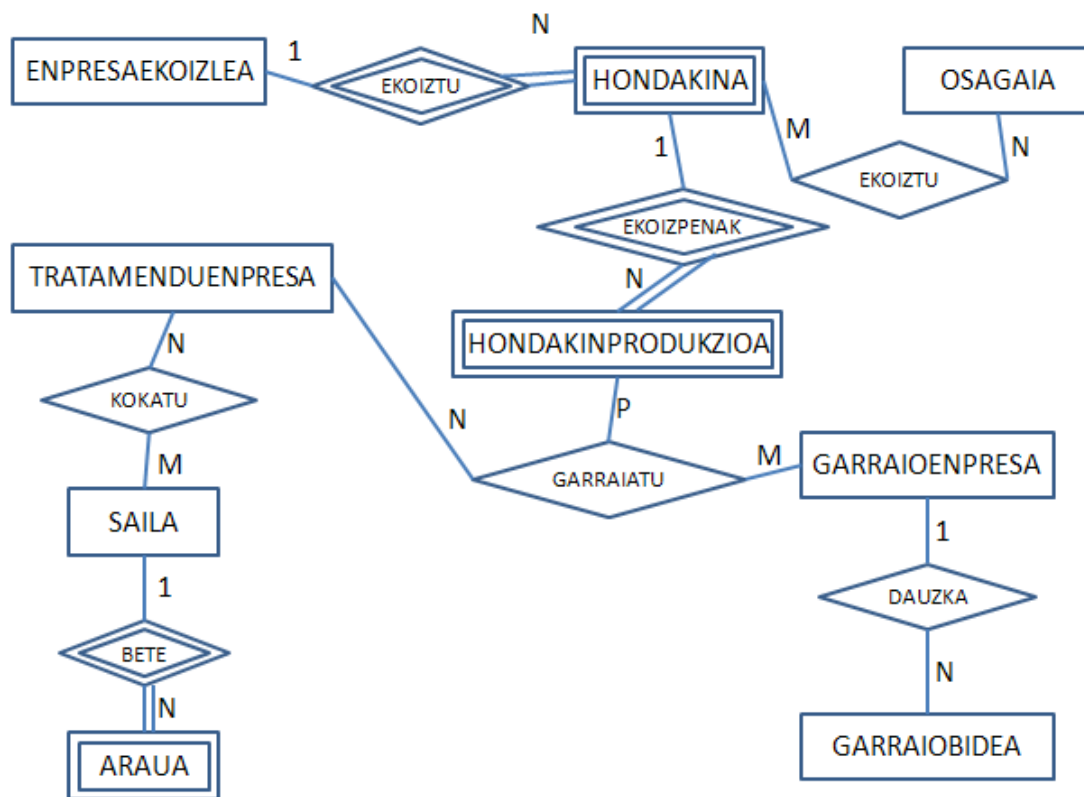 N
1
ENPRESAEKOIZLEA
EKOIZTU
HONDAKINA
OSAGAIA
M
N
1
EKOIZTU
EKOIZPENAK
TRATAMENDUENPRESA
N
HONDAKINPRODUKZIOA
N
KOKATU
P
N
M
GARRAIOENPRESA
M
GARRAIATU
SAILA
1
1
DAUZKA
BETE
N
N
ARAUA
GARRAIOBIDEA